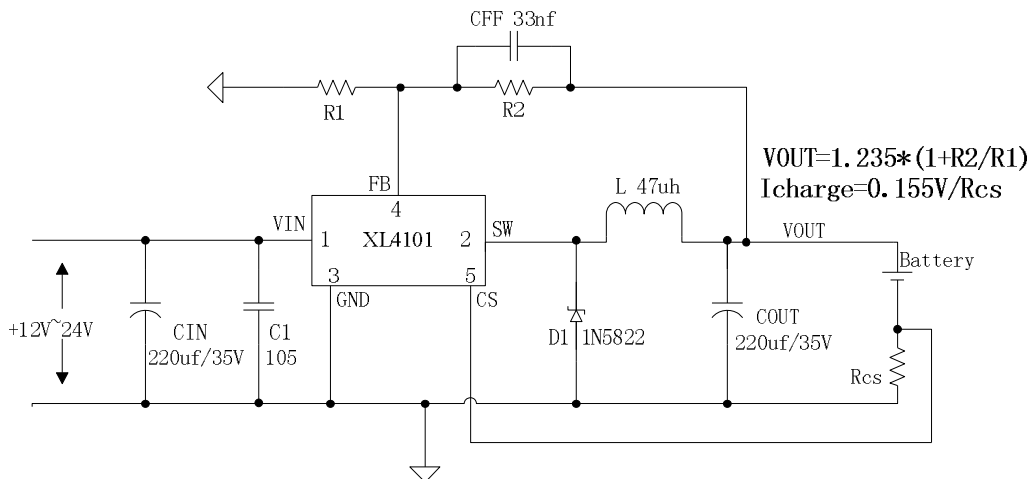 CFF 33nf
R1
R2
VOUT=1.235*(1+R2/R1)
Icharge=0.155V/Rcs
FB
4
L 47uh
VIN
1
XL4101
2
SW
VOUT
Battery
3
5
GND
CS
+12V~24V
CIN
220uf/35V
C1
105
D1
1N5822
COUT
220uf/35V
Rcs